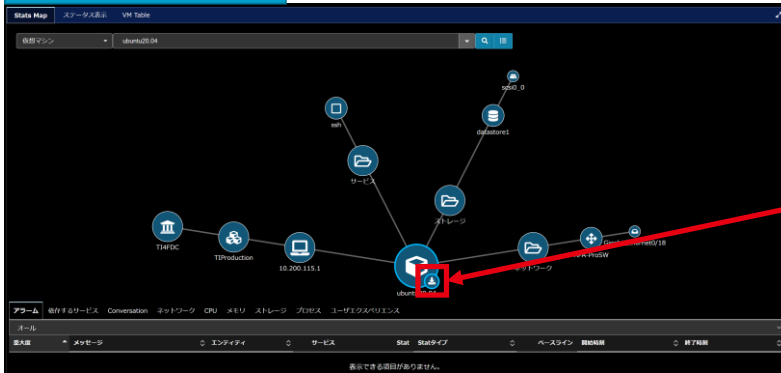 Stats Map ステータス表示 VM Table
仮想マシン ubuntu20.04
scsi0_0
ssh
datastore1
サービス
ストレージ
TI4FDC
TIProduction
10.200.115.1
ネットワーク
ubuntu20.04
アラーム 依存するサービス Conversation ネットワーク CPU メモリ ストレージ プロセス ユーザエクスペリエンス
オール
重大度 メッセージ エンティティ サービス Stat Statタイプ ベースライン 開始時刻 終了時刻
表示できる項目がありません。